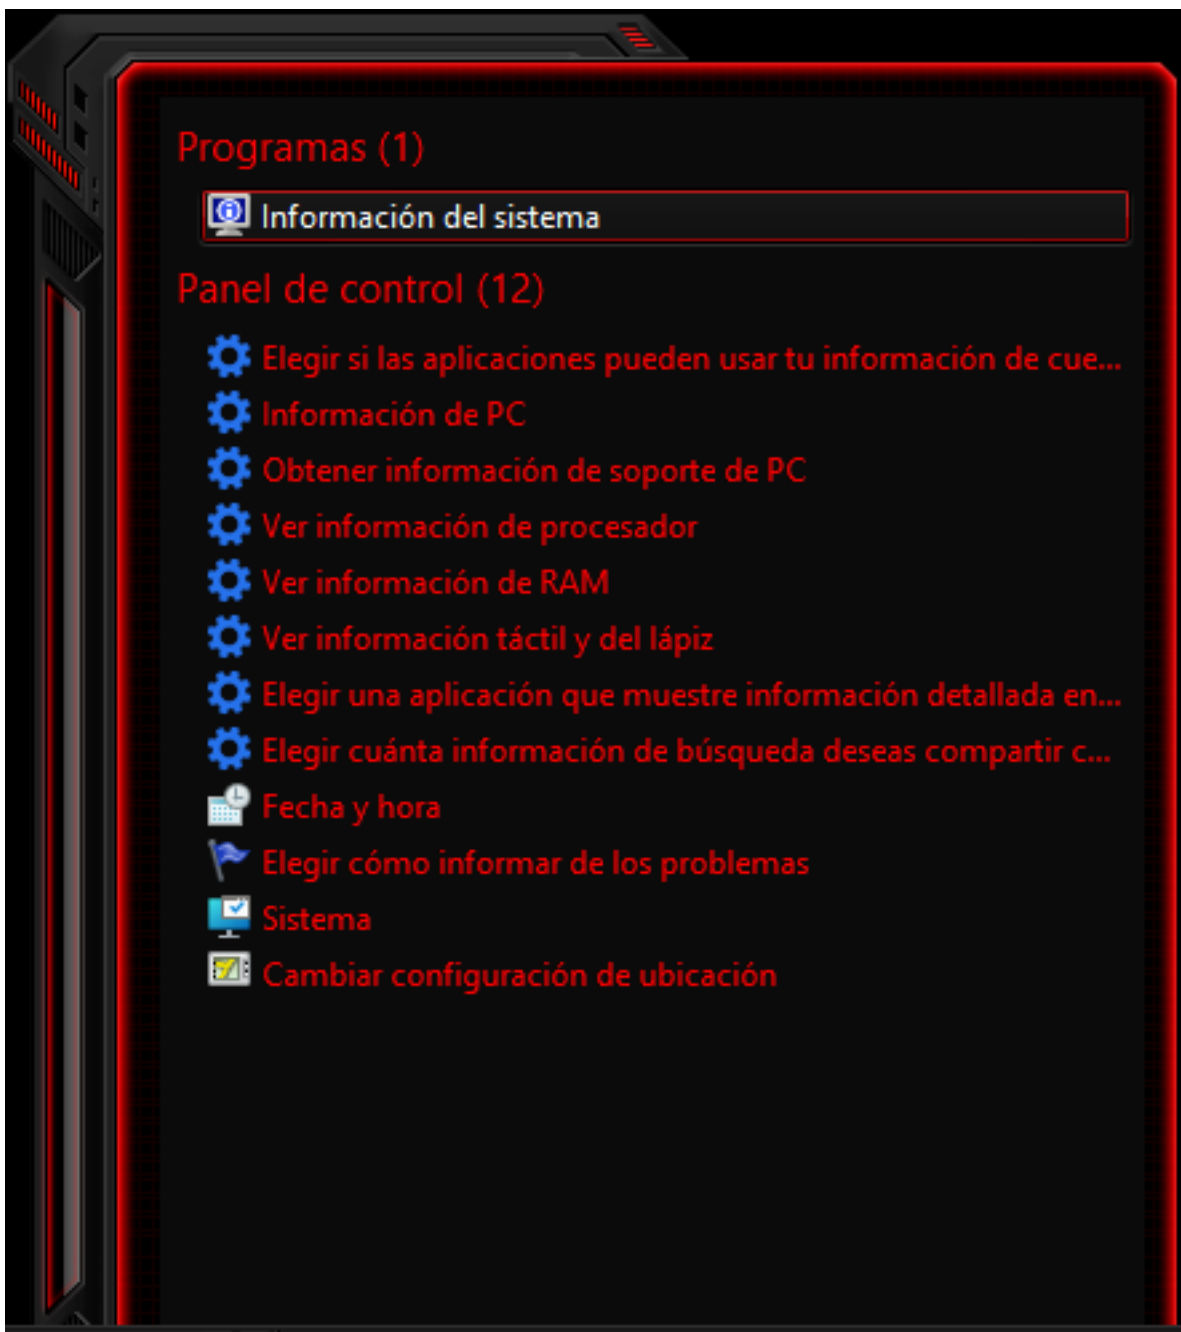 Programas (1)
Información del sistema
Panel de control (12)
Elegir si las aplicaciones pueden usar tu información de cue...
Información de PC
Obtener información de soporte de PC
Ver información de procesador
Ver información de RAM
Ver información táctil y del lápiz
Elegir una aplicación que muestre información detallada en...
Elegir cuánta información de búsqueda deseas compartir c...
Fecha y hora
Elegir cómo informar de los problemas
Sistema
Cambiar configuración de ubicación